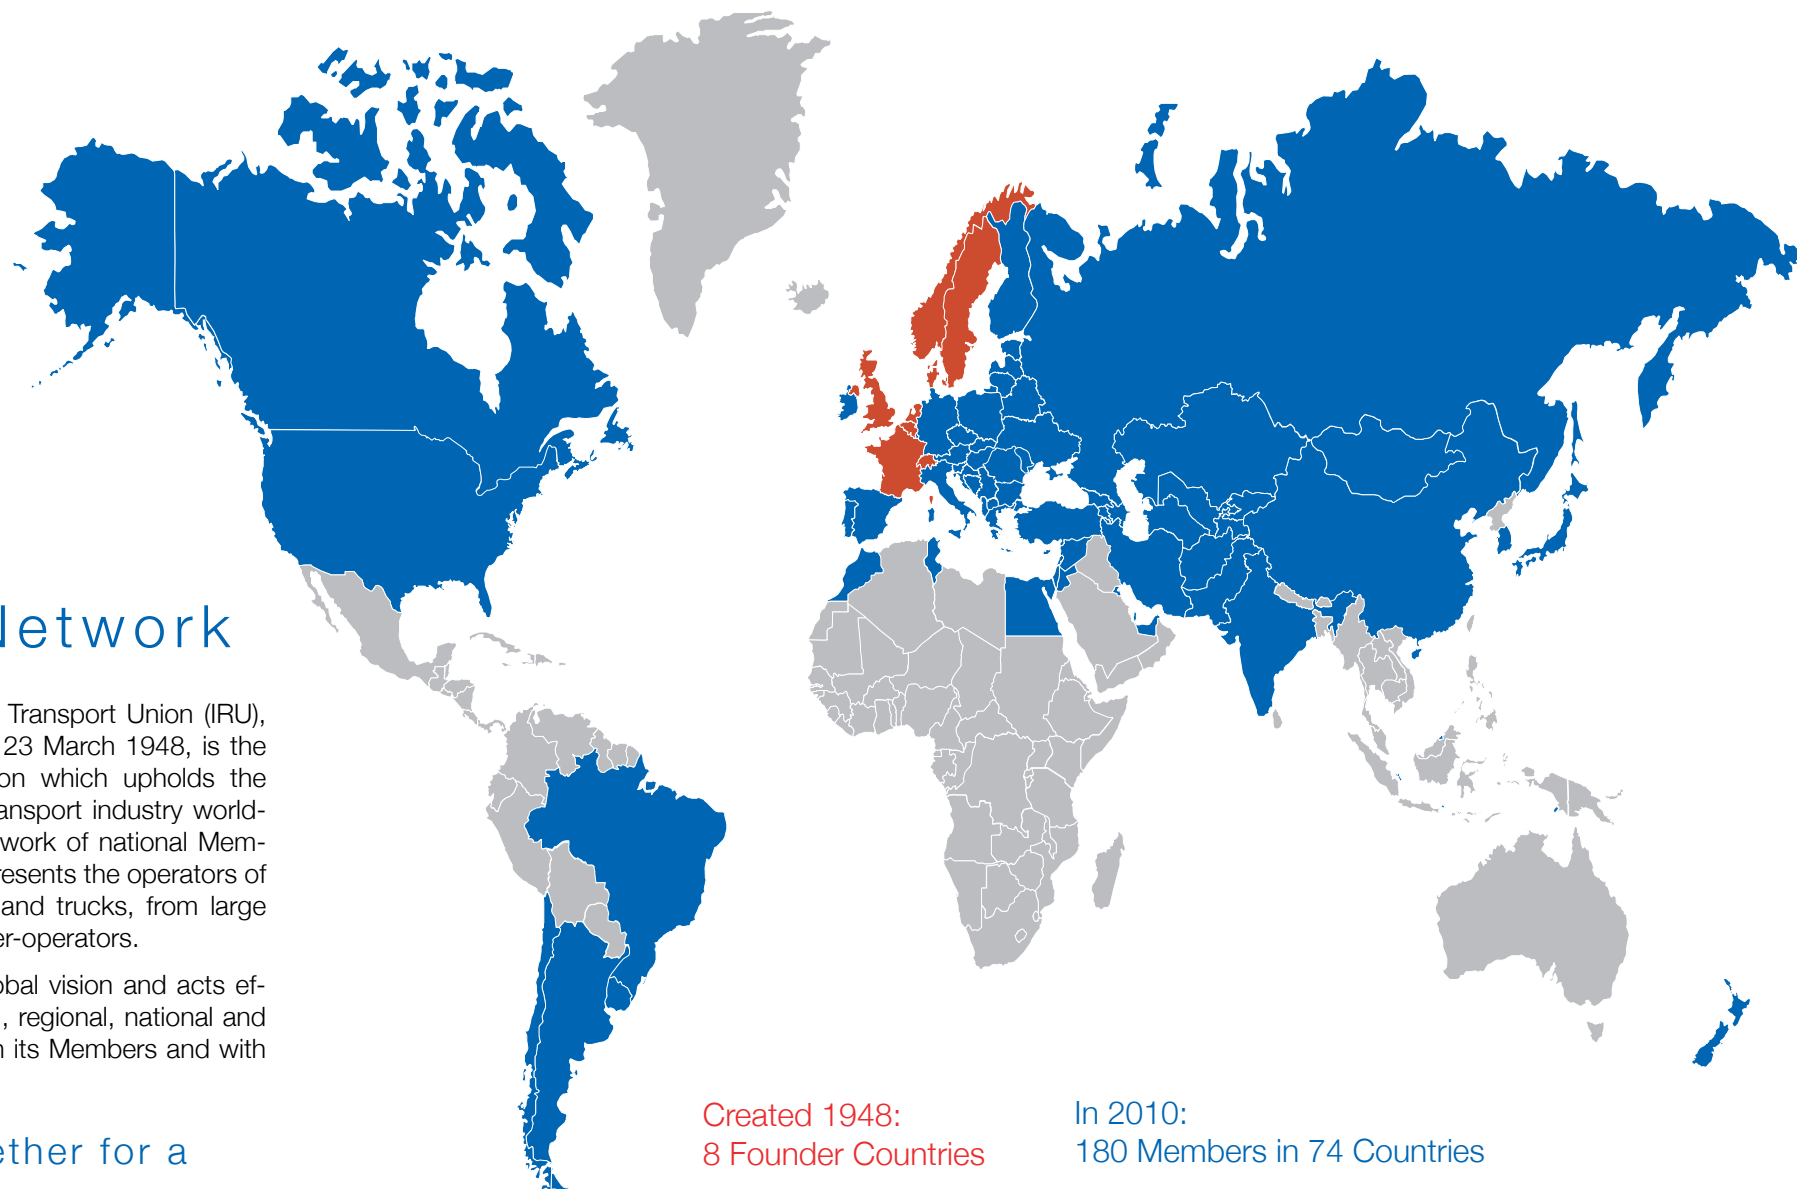 Network
Transport Union (IRU),
23 March 1948, is the
on which upholds the
ansport industry world-
work of national Mem-
resents the operators of
and trucks, from large
er-operators.
obal vision and acts ef-
, regional, national and
n its Members and with
ether for a
Created 1948:
8 Founder Countries
In 2010:
180 Members in 74 Countries